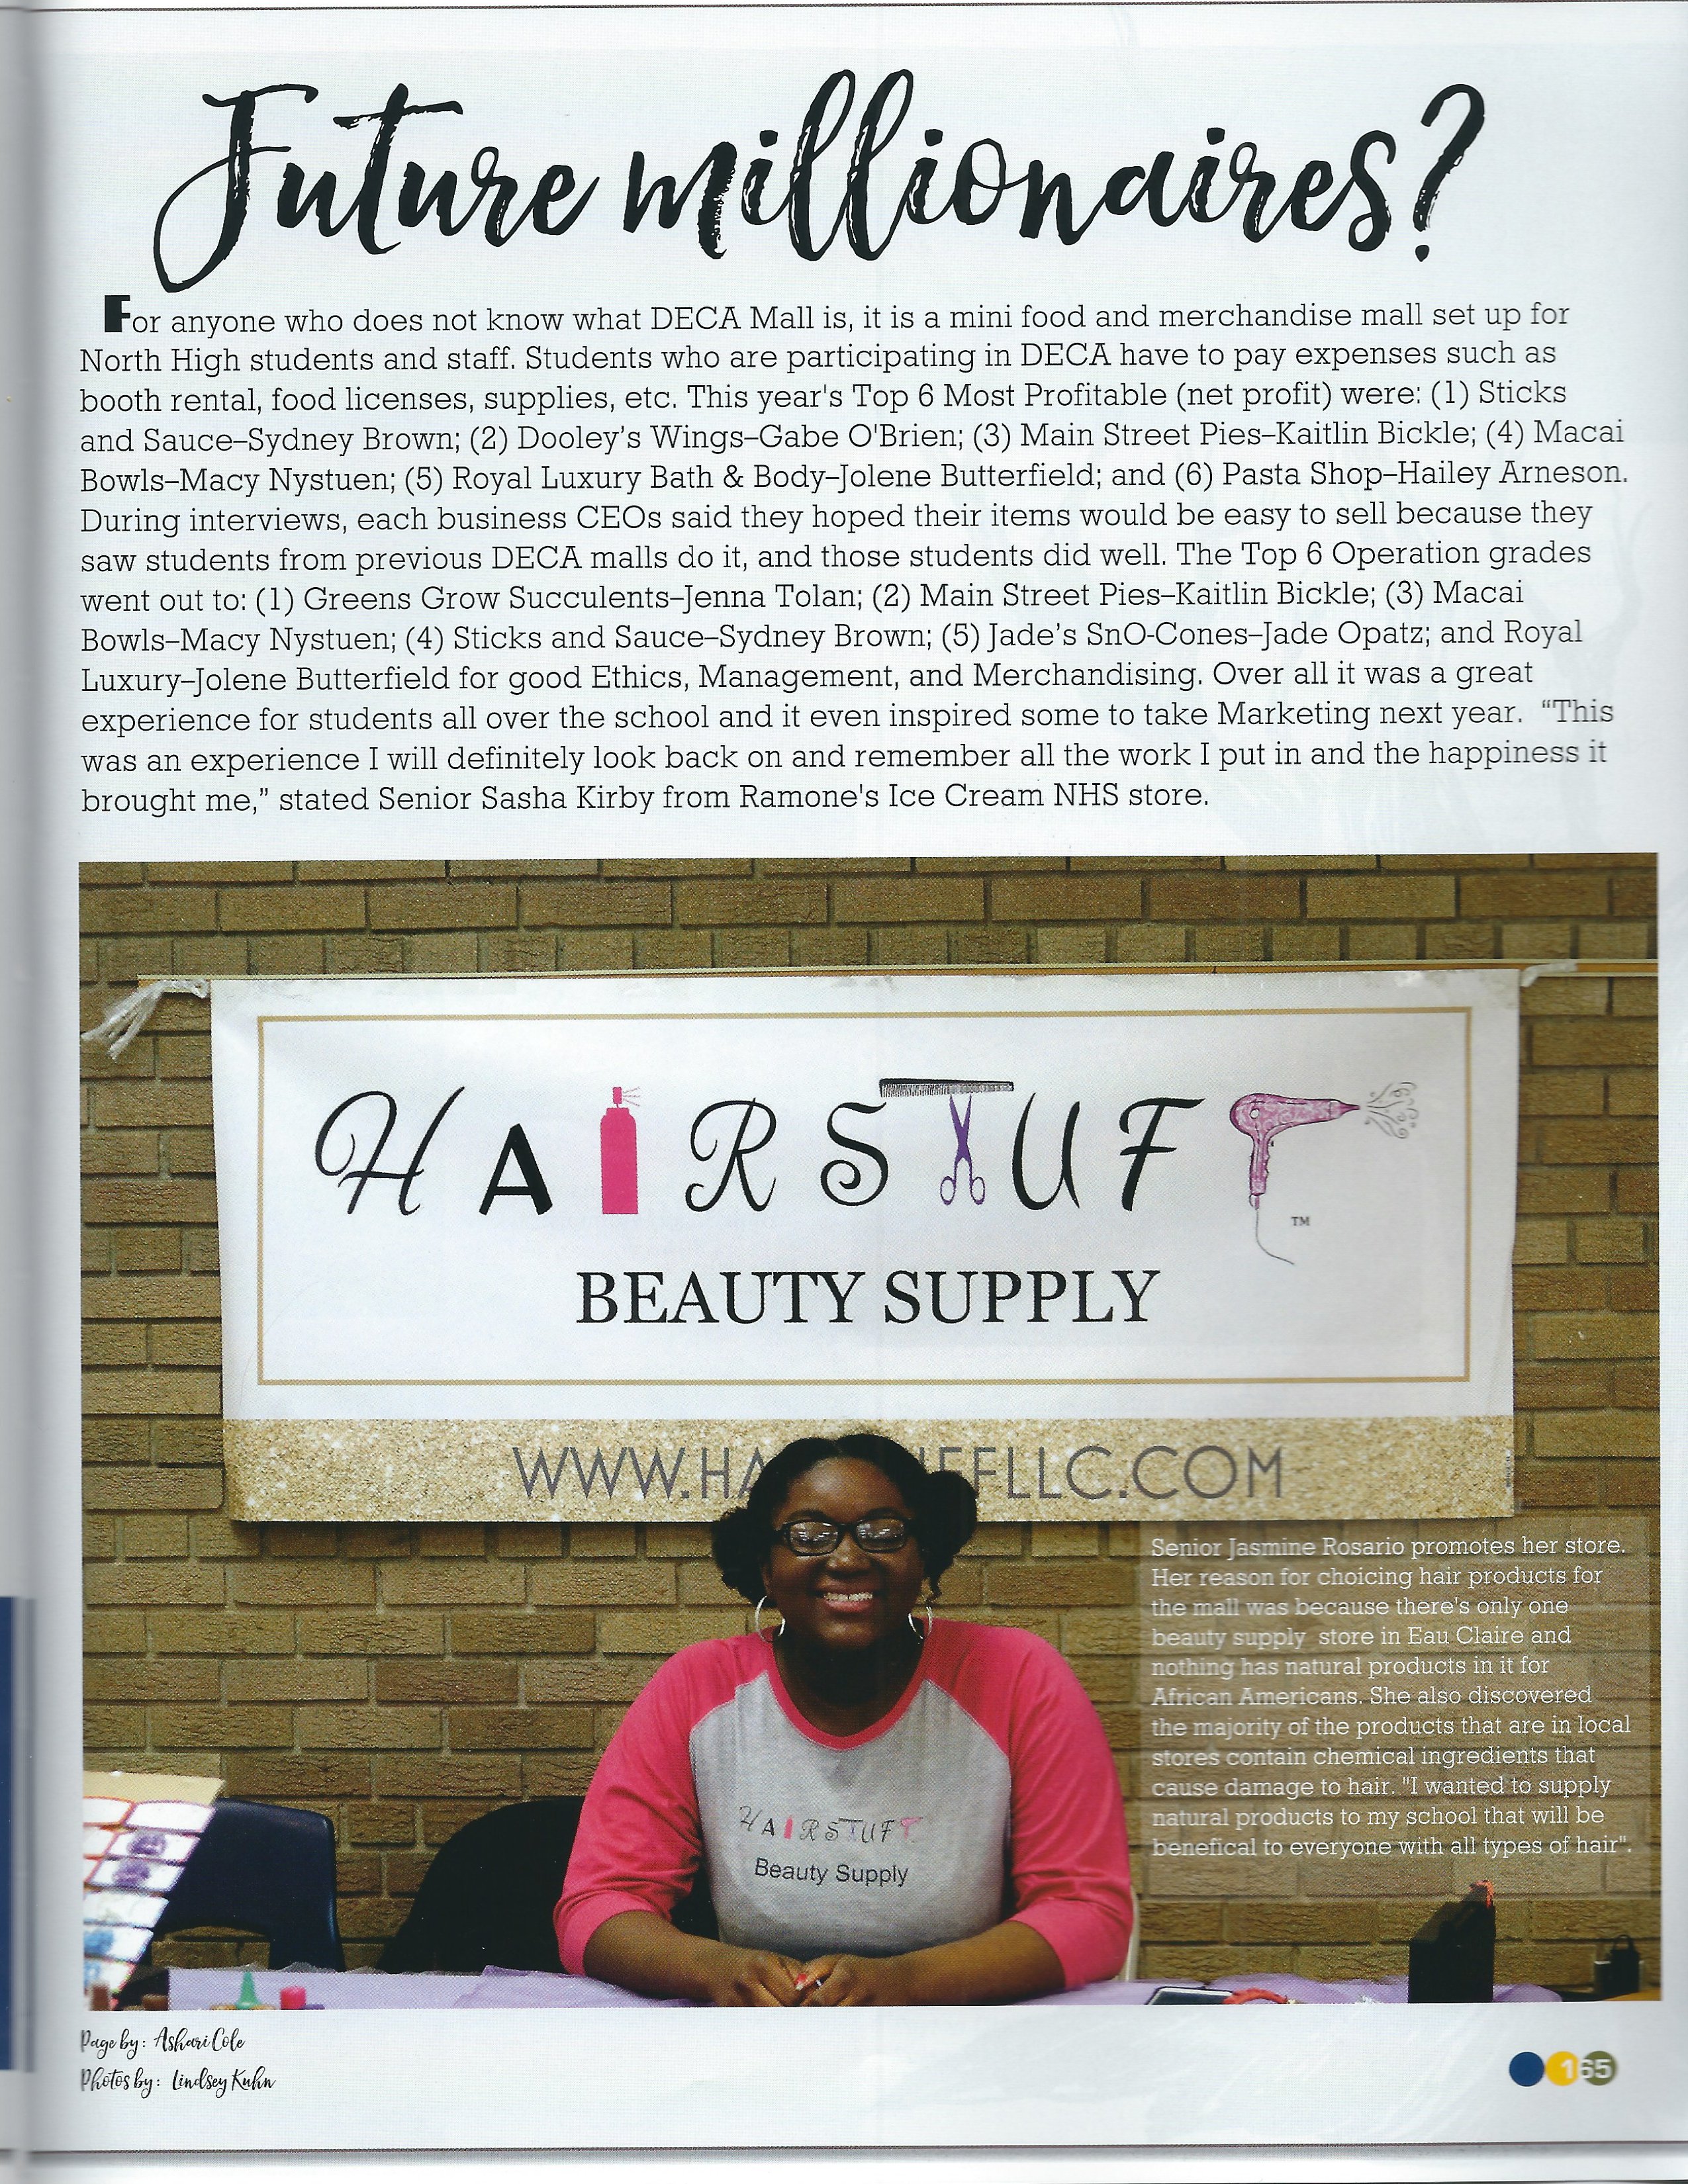 Future millionaires?
For anyone who does not know what DECA Mall is, it is a mini food and merchandise mall set up for
North High students and staff. Students who are participating in DECA have to pay expenses such as
booth rental, food licenses, supplies, etc. This year's Top 6 Most Profitable (net profit) were: (1) Sticks
and Sauce–Sydney Brown; (2) Dooley's Wings–Gabe O'Brien; (3) Main Street Pies–Kaitlin Bickle; (4) Macai
Bowls–Macy Nystuen; (5) Royal Luxury Bath & Body–Jolene Butterfield; and (6) Pasta Shop–Hailey Arneson.
During interviews, each business CEOs said they hoped their items would be easy to sell because they
saw students from previous DECA malls do it, and those students did well. The Top 6 Operation grades
went out to: (1) Greens Grow Succulents–Jenna Tolan; (2) Main Street Pies–Kaitlin Bickle; (3) Macai
Bowls–Macy Nystuen; (4) Sticks and Sauce–Sydney Brown; (5) Jade's SnO-Cones–Jade Opatz; and Royal
Luxury–Jolene Butterfield for good Ethics, Management, and Merchandising. Over all it was a great
experience for students all over the school and it even inspired some to take Marketing next year.  “This
was an experience I will definitely look back on and remember all the work I put in and the happiness it
brought me,” stated Senior Sasha Kirby from Ramone's Ice Cream NHS store.
HAIRSTUFF
TM
BEAUTY SUPPLY
WWW.HA FFLLC.COM
Senior Jasmine Rosario promotes her store.
Her reason for choicing hair products for
the mall was because there's only one
beauty supply  store in Eau Claire and
nothing has natural products in it for
African Americans. She also discovered
the majority of the products that are in local
stores contain chemical ingredients that
cause damage to hair. "I wanted to supply
natural products to my school that will be
benefical to everyone with all types of hair".
HAIRSTUFF
Beauty Supply
Page by: Ashari Cole
Photos by: Lindsey Kuhn
165